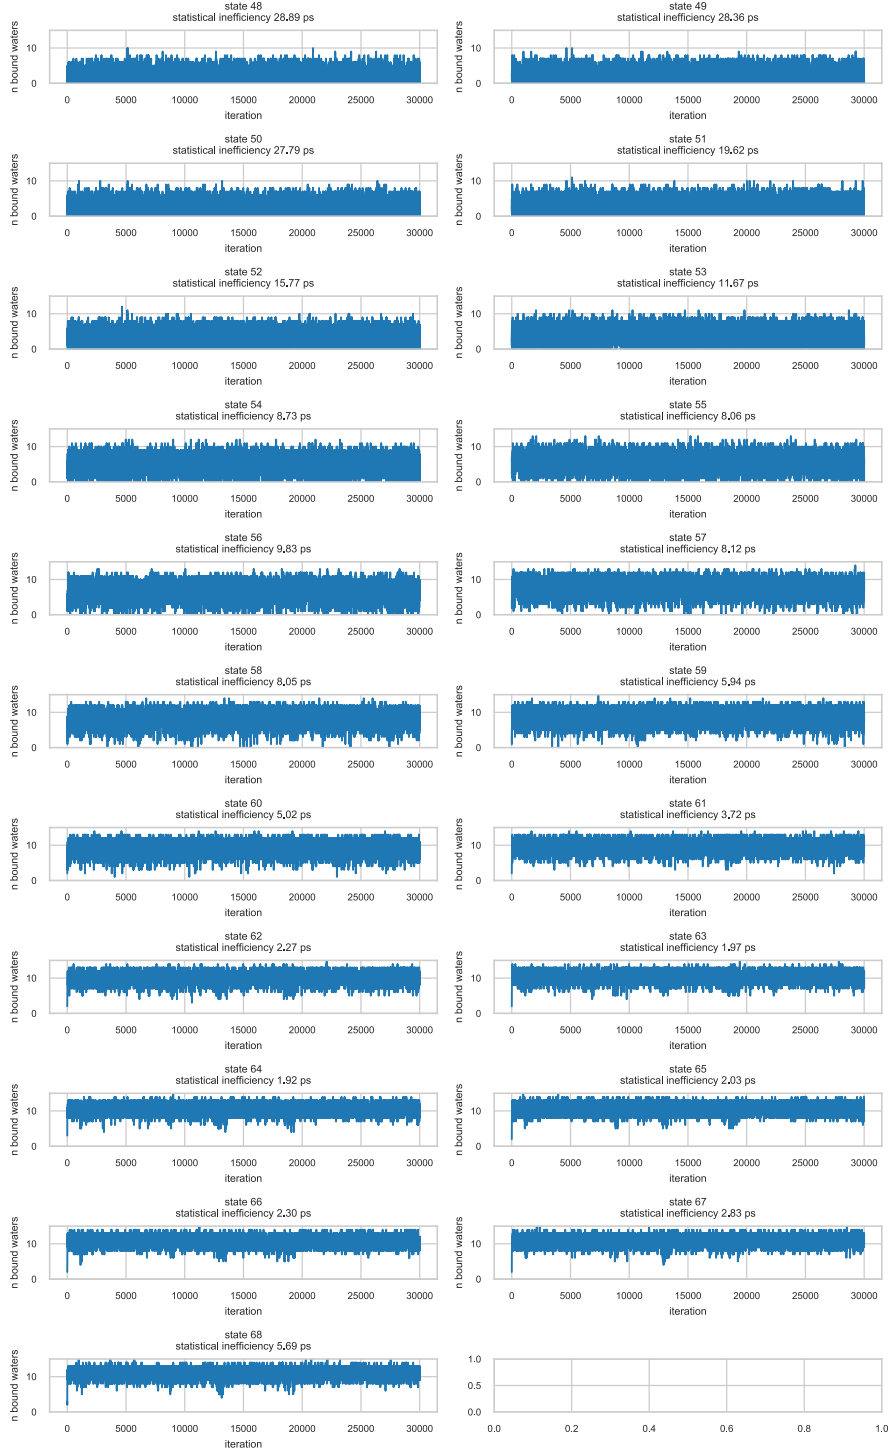 state 48
statistical inefficiency 28.89 ps
n bound waters
10
0
0 5000 10000 15000 20000 25000 30000
iteration
state 49
statistical inefficiency 28.36 ps
n bound waters
10
0
0 5000 10000 15000 20000 25000 30000
iteration
state 50
statistical inefficiency 27.79 ps
n bound waters
10
0
0 5000 10000 15000 20000 25000 30000
iteration
state 51
statistical inefficiency 19.62 ps
n bound waters
10
0
0 5000 10000 15000 20000 25000 30000
iteration
state 52
statistical inefficiency 15.77 ps
n bound waters
10
0
0 5000 10000 15000 20000 25000 30000
iteration
state 53
statistical inefficiency 11.67 ps
n bound waters
10
0
0 5000 10000 15000 20000 25000 30000
iteration
state 54
statistical inefficiency 8.73 ps
n bound waters
10
0
0 5000 10000 15000 20000 25000 30000
iteration
state 55
statistical inefficiency 8.06 ps
n bound waters
10
0
0 5000 10000 15000 20000 25000 30000
iteration
state 56
statistical inefficiency 9.83 ps
n bound waters
10
0
0 5000 10000 15000 20000 25000 30000
iteration
state 57
statistical inefficiency 8.12 ps
n bound waters
10
0
0 5000 10000 15000 20000 25000 30000
iteration
state 58
statistical inefficiency 8.05 ps
n bound waters
10
0
0 5000 10000 15000 20000 25000 30000
iteration
state 59
statistical inefficiency 5.94 ps
n bound waters
10
0
0 5000 10000 15000 20000 25000 30000
iteration
state 60
statistical inefficiency 5.02 ps
n bound waters
10
0
0 5000 10000 15000 20000 25000 30000
iteration
state 61
statistical inefficiency 3.72 ps
n bound waters
10
0
0 5000 10000 15000 20000 25000 30000
iteration
state 62
statistical inefficiency 2.27 ps
n bound waters
10
0
0 5000 10000 15000 20000 25000 30000
iteration
state 63
statistical inefficiency 1.97 ps
n bound waters
10
0
0 5000 10000 15000 20000 25000 30000
iteration
state 64
statistical inefficiency 1.92 ps
n bound waters
10
0
0 5000 10000 15000 20000 25000 30000
iteration
state 65
statistical inefficiency 2.03 ps
n bound waters
10
0
0 5000 10000 15000 20000 25000 30000
iteration
state 66
statistical inefficiency 2.30 ps
n bound waters
10
0
0 5000 10000 15000 20000 25000 30000
iteration
state 67
statistical inefficiency 2.83 ps
n bound waters
10
0
0 5000 10000 15000 20000 25000 30000
iteration
state 68
statistical inefficiency 5.69 ps
n bound waters
10
0
0 5000 10000 15000 20000 25000 30000
iteration
1.0
0.5
0.0
0.0 0.2 0.4 0.6 0.8 1.0